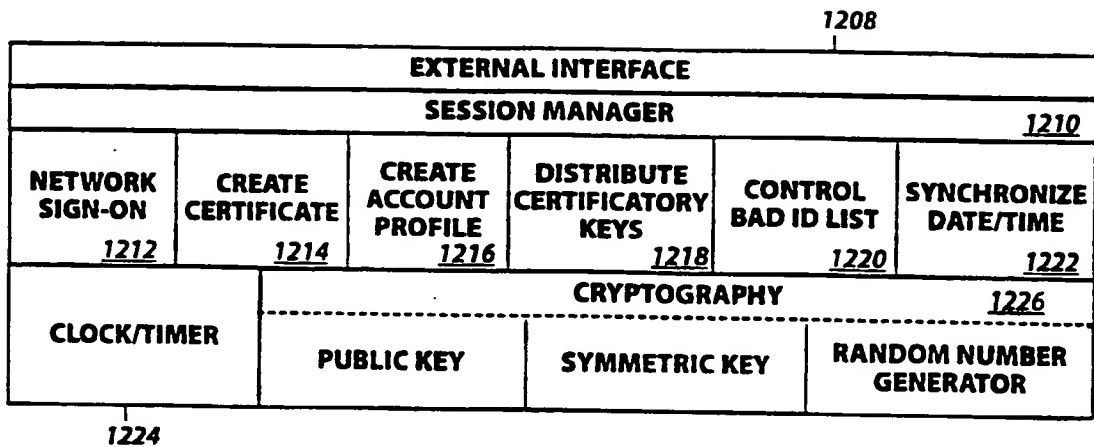 1208
EXTERNAL INTERFACE
SESSION MANAGER
1210
NETWORK
SIGN-ON
1212
CREATE
CERTIFICATE
1214
CREATE
ACCOUNT
PROFILE
1216
DISTRIBUTE
CERTIFICATORY
KEYS
1218
CONTROL
BAD ID LIST
1220
SYNCHRONIZE
DATE/TIME
1222
CLOCK/TIMER
CRYPTOGRAPHY
1226
PUBLIC KEY
SYMMETRIC KEY
RANDOM NUMBER
GENERATOR
1224